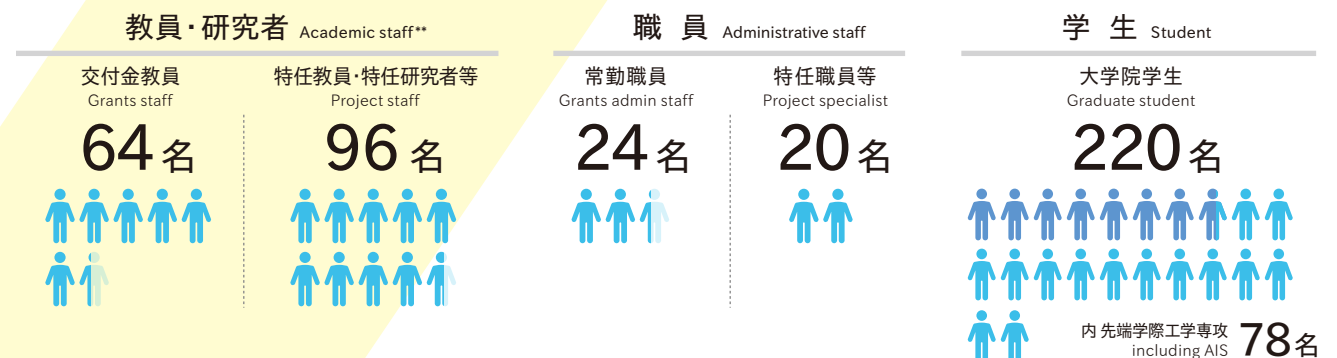 教員・研究者 Academic staff**
交付金教員
Grants staff
64名
特任教員・特任研究者等
Project staff
96名
職 員 Administrative staff
常勤職員
Grants admin staff
24名
特任職員等
Project specialist
20名
学 生 Student
大学院学生
Graduate student
220名
内 先端学際工学専攻
including AIS
78名